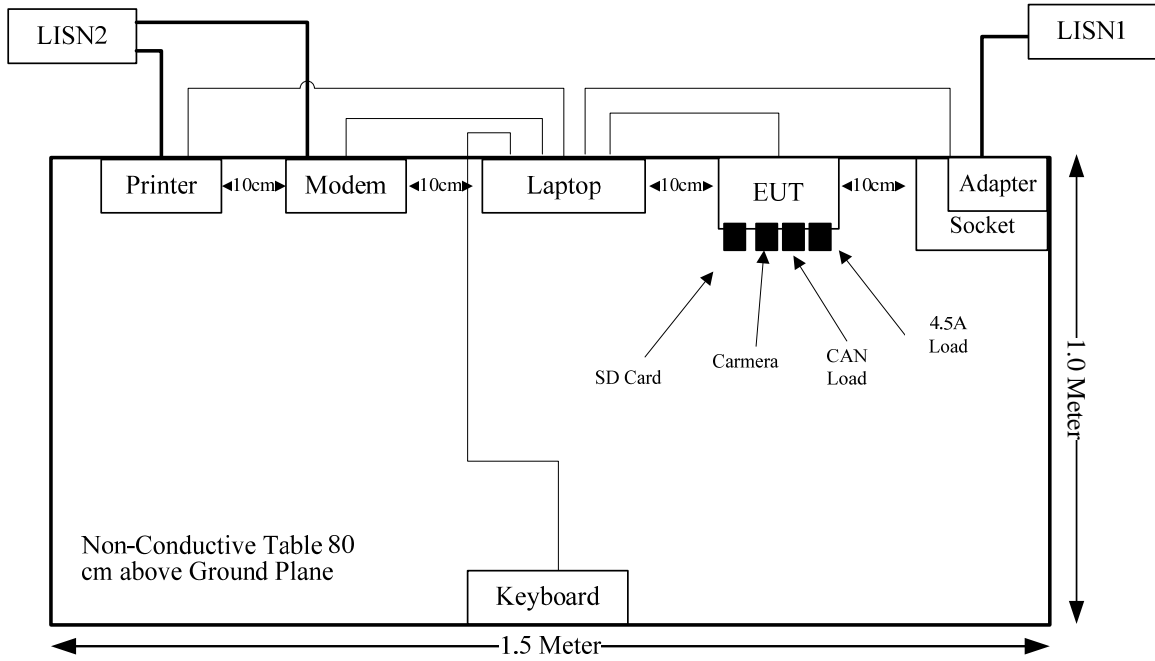 LISN2
LISN1
Printer
10cm
Modem
10cm
Laptop
10cm
EUT
10cm
Adapter
Socket
SD Card
Carmera
CAN
Load
4.5A
Load
1.0 Meter
Non-Conductive Table 80
cm above Ground Plane
Keyboard
1.5 Meter